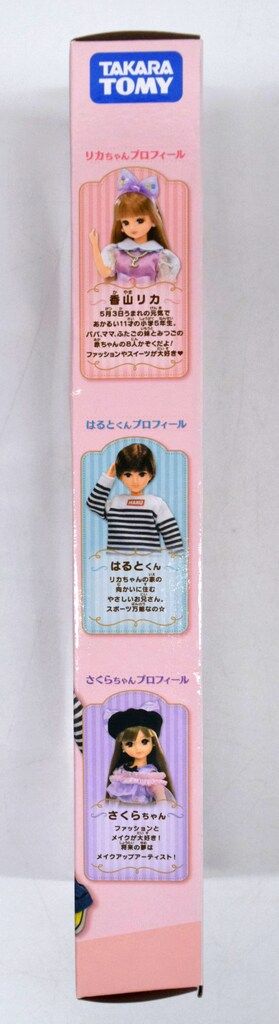 TAKARA
TOMY
リカちゃんプロフィール
香山リカ
5月3日うまれの元気で
あかるい11才の小学5年生。
パパ、ママ、ふたごの妹とみつごの
赤ちゃんの8人かぞくだよ!
ファッションやスイーツが大好き♥
はるとくんプロフィール
HARU
はるとくん
リカちゃんの家の
向かいに住む
やさしいお兄さん。
スポーツ万能なの☆
さくらちゃんプロフィール
さくらちゃん
ファッションと
メイクが大好き!
将来の夢は
メイクアップアーティスト!